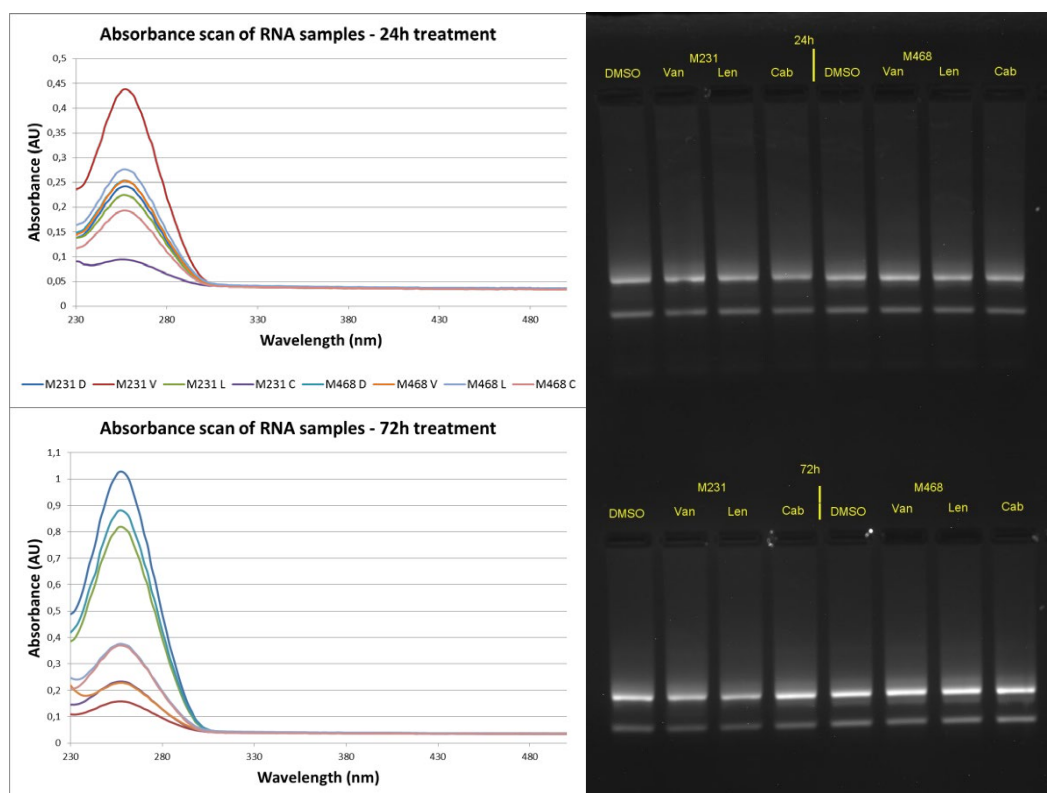 Absorbance scan of RNA samples - 24h treatment
Absorbance (AU)
0,5
0,45
0,4
0,35
0,3
0,25
0,2
0,15
0,1
0,05
0
230 280 330 380 430 480
Wavelength (nm)
M231 D M231 V M231 L M231 C M468 D M468 V M468 L M468 C
Absorbance scan of RNA samples - 72h treatment
Absorbance (AU)
1,1
1
0,9
0,8
0,7
0,6
0,5
0,4
0,3
0,2
0,1
0
230 280 330 380 430 480
Wavelength (nm)
24h
M231 M468
DMSO Van Len Cab DMSO Van Len Cab
72h
M231 M468
DMSO Van Len Cab DMSO Van Len Cab